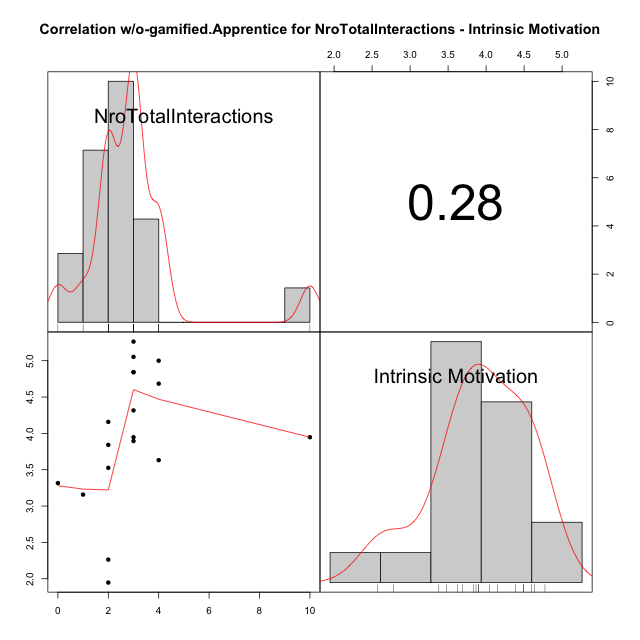 Correlation w/o-gamified.Apprentice for NroTotalInteractions - Intrinsic Motivation
2.0 2.5 3.0 3.5 4.0 4.5 5.0
NroTotalInteractions
0.28
0 2 4 6 8 10
2.0 2.5 3.0 3.5 4.0 4.5 5.0
Intrinsic Motivation
0 2 4 6 8 10